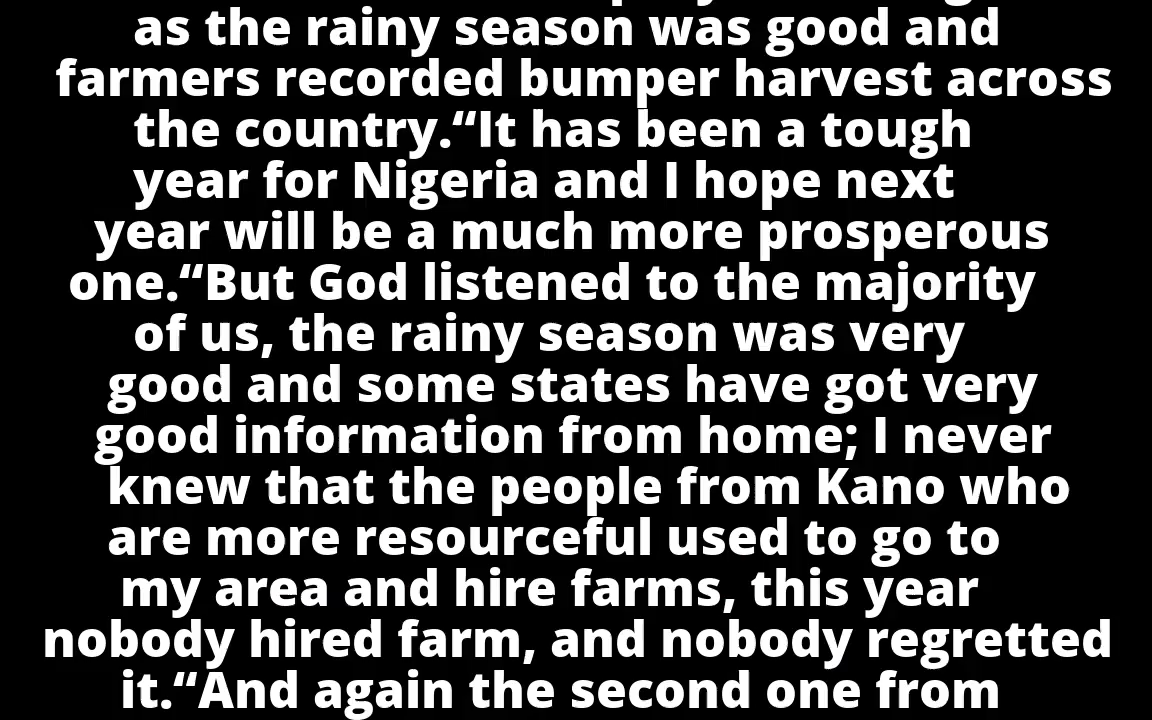 as the rainy season was good and
farmers recorded bumper harvest across
the country.“It has been a tough
year for Nigeria and I hope next
year will be a much more prosperous
one.“But God listened to the majority
of us, the rainy season was very
good and some states have got very
good information from home; I never
knew that the people from Kano who
are more resourceful used to go to
my area and hire farms, this year
nobody hired farm, and nobody regretted
it.“And again the second one from